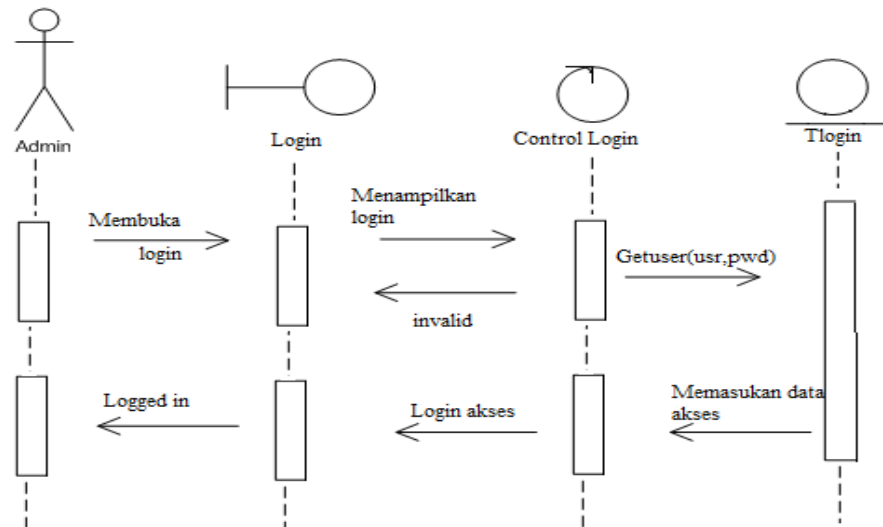 Admin
Login
Control Login
Tlogin
Membuka
login
Menampilkan
login
Getuser(usr,pwd)
invalid
Logged in
Login akses
Memasukan data
akses